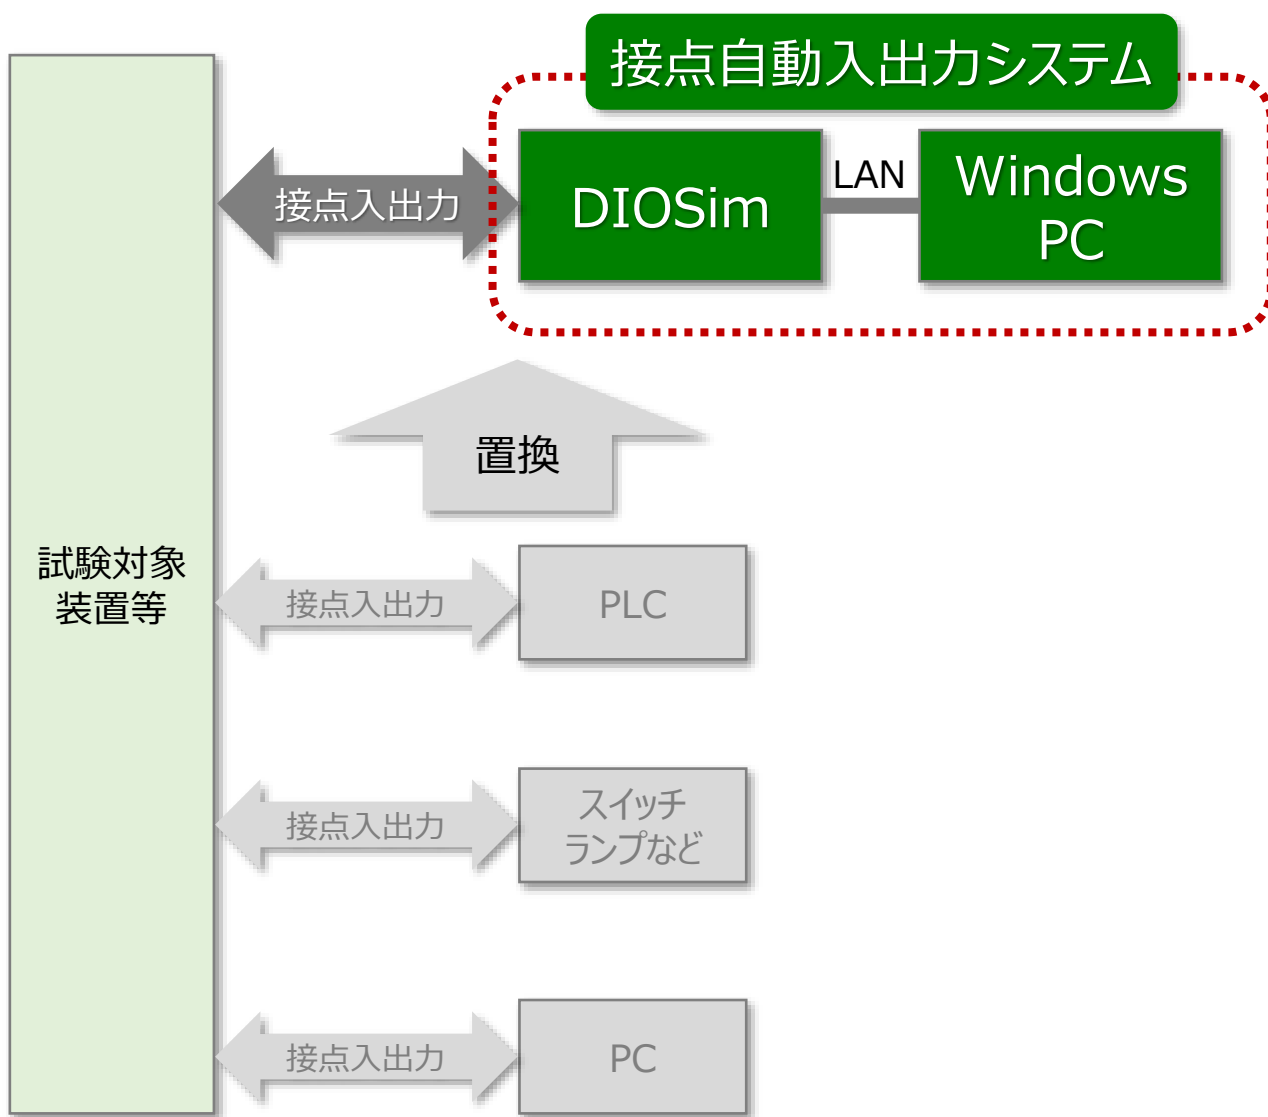 接点自動入出力システム
接点入出力
DIOSim
LAN
Windows
PC
置換
試験対象
装置等
接点入出力
PLC
接点入出力
スイッチ
ランプなど
接点入出力
PC